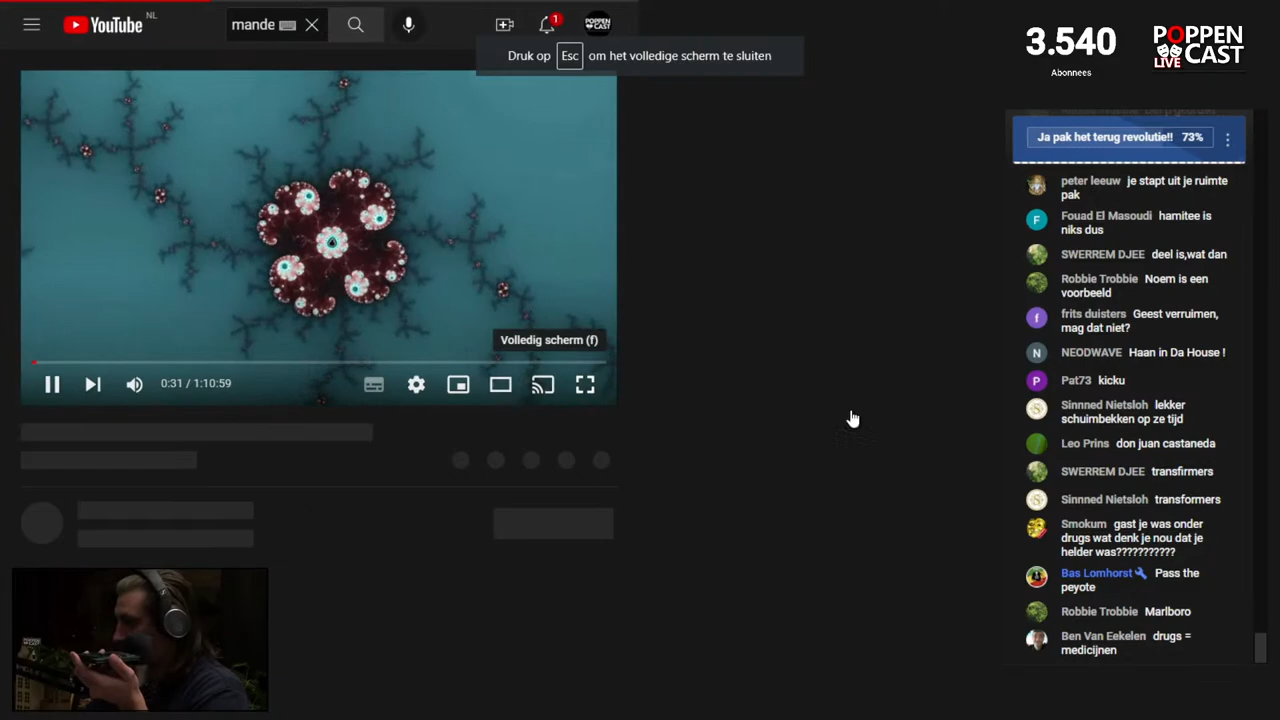 YouTube NL
mande
1
POPPEN
CAST
Druk op Esc om het volledige scherm te sluiten
3.540
Abonnees
POPPEN
LIVE CAST
Ja pak het terug revolutie!! 73%
peter leeuw je stapt uit je ruimte
pak
Fouad El Masoudi hamitee is
niks dus
SWERREM DJEE deel is,wat dan
Robbie Trobbie Noem is een
voorbeeld
frits duisters Geest verruimen,
mag dat niet?
NEODWAVE Haan in Da House !
Pat73 kicku
Sinnned Nietsloh lekker
schuimbekken op ze tijd
Leo Prins don juan castaneda
SWERREM DJEE transfirmers
Sinnned Nietsloh transformers
Smokum gast je was onder
drugs wat denk je nou dat je
helder was???????????
Bas Lomhorst Pass the
peyote
Robbie Trobbie Marlboro
Ben Van Eekelen drugs =
medicijnen
Volledig scherm (f)
0:31 / 1:10:59